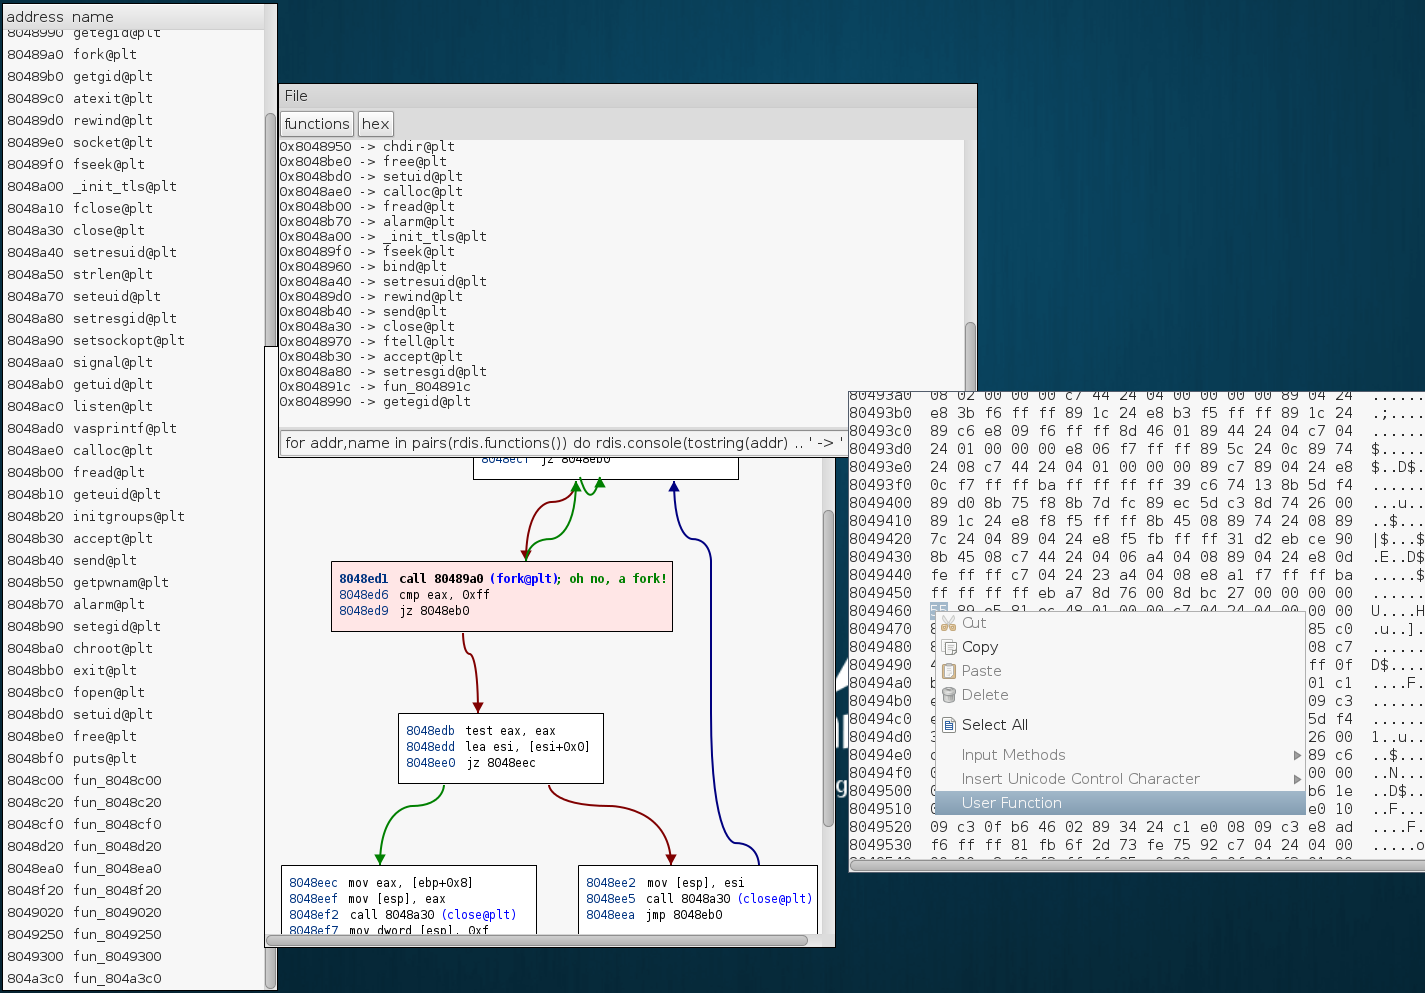 address name
8048990 getegid@plt
80489a0 fork@plt
80489b0 getgid@plt
80489c0 atexit@plt
80489d0 rewind@plt
80489e0 socket@plt
80489f0 fseek@plt
8048a00 _init_tls@plt
8048a10 fclose@plt
8048a30 close@plt
8048a40 setresuid@plt
8048a50 strlen@plt
8048a70 seteuid@plt
8048a80 setresgid@plt
8048a90 setsockopt@plt
8048aa0 signal@plt
8048ab0 getuid@plt
8048ac0 listen@plt
8048ad0 vasprintf@plt
8048ae0 calloc@plt
8048b00 fread@plt
8048b10 geteuid@plt
8048b20 initgroups@plt
8048b30 accept@plt
8048b40 send@plt
8048b50 getpwnam@plt
8048b70 alarm@plt
8048b90 setegid@plt
8048ba0 chroot@plt
8048bb0 exit@plt
8048bc0 fopen@plt
8048bd0 setuid@plt
8048be0 free@plt
8048bf0 puts@plt
8048c00 fun_8048c00
8048c20 fun_8048c20
8048cf0 fun_8048cf0
8048d20 fun_8048d20
8048ea0 fun_8048ea0
8048f20 fun_8048f20
8049020 fun_8049020
8049250 fun_8049250
8049300 fun_8049300
804a3c0 fun_804a3c0
File
functions hex
0x8048950 -> chdir@plt
0x8048be0 -> free@plt
0x8048bd0 -> setuid@plt
0x8048ae0 -> calloc@plt
0x8048b00 -> fread@plt
0x8048b70 -> alarm@plt
0x8048a00 -> _init_tls@plt
0x80489f0 -> fseek@plt
0x8048960 -> bind@plt
0x8048a40 -> setresuid@plt
0x80489d0 -> rewind@plt
0x8048b40 -> send@plt
0x8048a30 -> close@plt
0x8048970 -> ftell@plt
0x8048b30 -> accept@plt
0x8048a80 -> setresgid@plt
0x804891c -> fun_804891c
0x8048990 -> getegid@plt
for addr,name in pairs(rdis.functions()) do rdis.console(tostring(addr) .. ' -> '
8048ecf jz 8048eb0
8048ed1 call 80489a0 (fork@plt); oh no, a fork!
8048ed6 cmp eax, 0xff
8048ed9 jz 8048eb0
8048edb test eax, eax
8048edd lea esi, [esi+0x0]
8048ee0 jz 8048eec
8048eec mov eax, [ebp+0x8]
8048eef mov [esp], eax
8048ef2 call 8048a30 (close@plt)
8048ef7 mov dword [esp], 0xf
8048ee2 mov [esp], esi
8048ee5 call 8048a30 (close@plt)
8048eea jmp 8048eb0
80493a0 08 02 00 00 00 c7 44 24 04 00 00 00 00 89 04 24 ......
80493b0 e8 3b f6 ff ff 89 1c 24 e8 b3 f5 ff ff 89 1c 24 .;....
80493c0 89 c6 e8 09 f6 ff ff 8d 46 01 89 44 24 04 c7 04 ......
80493d0 24 01 00 00 00 e8 06 f7 ff ff 89 5c 24 0c 89 74 $.....
80493e0 24 08 c7 44 24 04 01 00 00 00 89 c7 89 04 24 e8 $..D$.
80493f0 0c f7 ff ff ba ff ff ff ff 39 c6 74 13 8b 5d f4 ......
8049400 89 d0 8b 75 f8 8b 7d fc 89 ec 5d c3 8d 74 26 00 ...u..
8049410 89 1c 24 e8 f8 f5 ff ff 8b 45 08 89 74 24 08 89 ..$...
8049420 7c 24 04 89 04 24 e8 f5 fb ff ff 31 d2 eb ce 90 |$...$
8049430 8b 45 08 c7 44 24 04 06 a4 04 08 89 04 24 e8 0d .E..D$
8049440 fe ff ff c7 04 24 23 a4 04 08 e8 a1 f7 ff ff ba .....$
8049450 ff ff ff ff eb a7 8d 76 00 8d bc 27 00 00 00 00 ......
8049460 55 89 e5 81 ec 48 01 00 00 c7 04 24 04 00 00 00 U....H
8049470 85 c0 .u..].
8049480 08 c7 ......
8049490 ff 0f D$....
80494a0 01 c1 ....F.
80494b0 09 c3 ......
80494c0 5d f4 ......
80494d0 26 00 1..u..
80494e0 89 c6 ..$...
80494f0 00 00 ..N...
8049500 b6 1e ..D$..
8049510 e0 10 ..F...
8049520 09 c3 0f b6 46 02 89 34 24 c1 e0 08 09 c3 e8 ad ....F.
8049530 f6 ff ff 81 fb 6f 2d 73 fe 75 92 c7 04 24 04 00 .....o
Cut
Copy
Paste
Delete
Select All
Input Methods
Insert Unicode Control Character
User Function